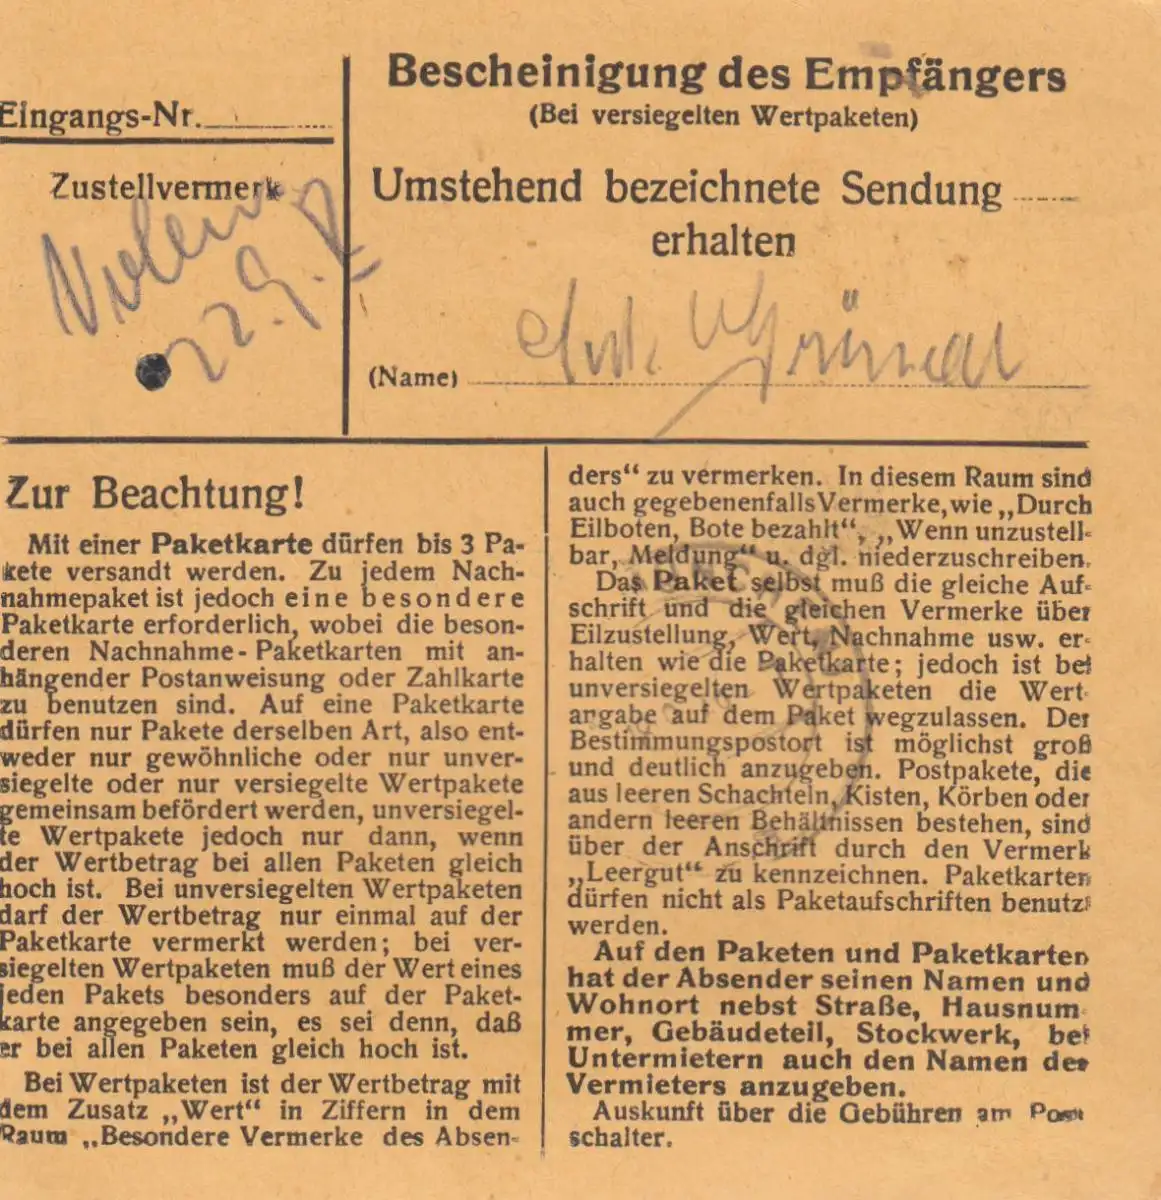 Eingangs-Nr.
Zustellvermerk
22.9.
Bescheinigung des Empfängers
(Bei versiegelten Wertpaketen)
Umstehend bezeichnete Sendung
erhalten
(Name)
Zur Beachtung!
Mit einer Paketkarte dürfen bis 3 Pa-
kete versandt werden. Zu jedem Nach-
nahmepaket ist jedoch eine besondere
Paketkarte erforderlich, wobei die beson-
deren Nachnahme-Paketkarten mit an-
hängender Postanweisung oder Zahlkarte
zu benutzen sind. Auf eine Paketkarte
dürfen nur Pakete derselben Art, also ent-
weder nur gewöhnliche oder nur unver-
siegelte oder nur versiegelte Wertpakete
gemeinsam befördert werden, unversiegel-
te Wertpakete jedoch nur dann, wenn
der Wertbetrag bei allen Paketen gleich
hoch ist. Bei unversiegelten Wertpaketen
darf der Wertbetrag nur einmal auf der
Paketkarte vermerkt werden; bei ver-
siegelten Wertpaketen muß der Wert eines
jeden Pakets besonders auf der Paket-
karte angegeben sein, es sei denn, daß
er bei allen Paketen gleich hoch ist.
Bei Wertpaketen ist der Wertbetrag mit
dem Zusatz „Wert“ in Ziffern in dem
Raum „Besondere Vermerke des Absen-
ders“ zu vermerken. In diesem Raum sind
auch gegebenenfalls Vermerke, wie „Durch
Eilboten, Bote bezahlt“, „Wenn unzustell-
bar, Meldung“ u. dgl. niederzuschreiben.
Das Paket selbst muß die gleiche Auf-
schrift und die gleichen Vermerke über
Eilzustellung, Wert, Nachnahme usw. er-
halten wie die Paketkarte; jedoch ist bei
unversiegelten Wertpaketen die Wert-
angabe auf dem Paket wegzulassen. Der
Bestimmungspostort ist möglichst groß
und deutlich anzugeben. Postpakete, die
aus leeren Schachteln, Kisten, Körben oder
andern leeren Behältnissen bestehen, sind
über der Anschrift durch den Vermerk
„Leergut“ zu kennzeichnen. Paketkarten
dürfen nicht als Paketaufschriften benutzt
werden.
Auf den Paketen und Paketkarten
hat der Absender seinen Namen und
Wohnort nebst Straße, Hausnum-
mer, Gebäudeteil, Stockwerk, bei
Untermietern auch den Namen des
Vermieters anzugeben.
Auskunft über die Gebühren am Post
schalter.